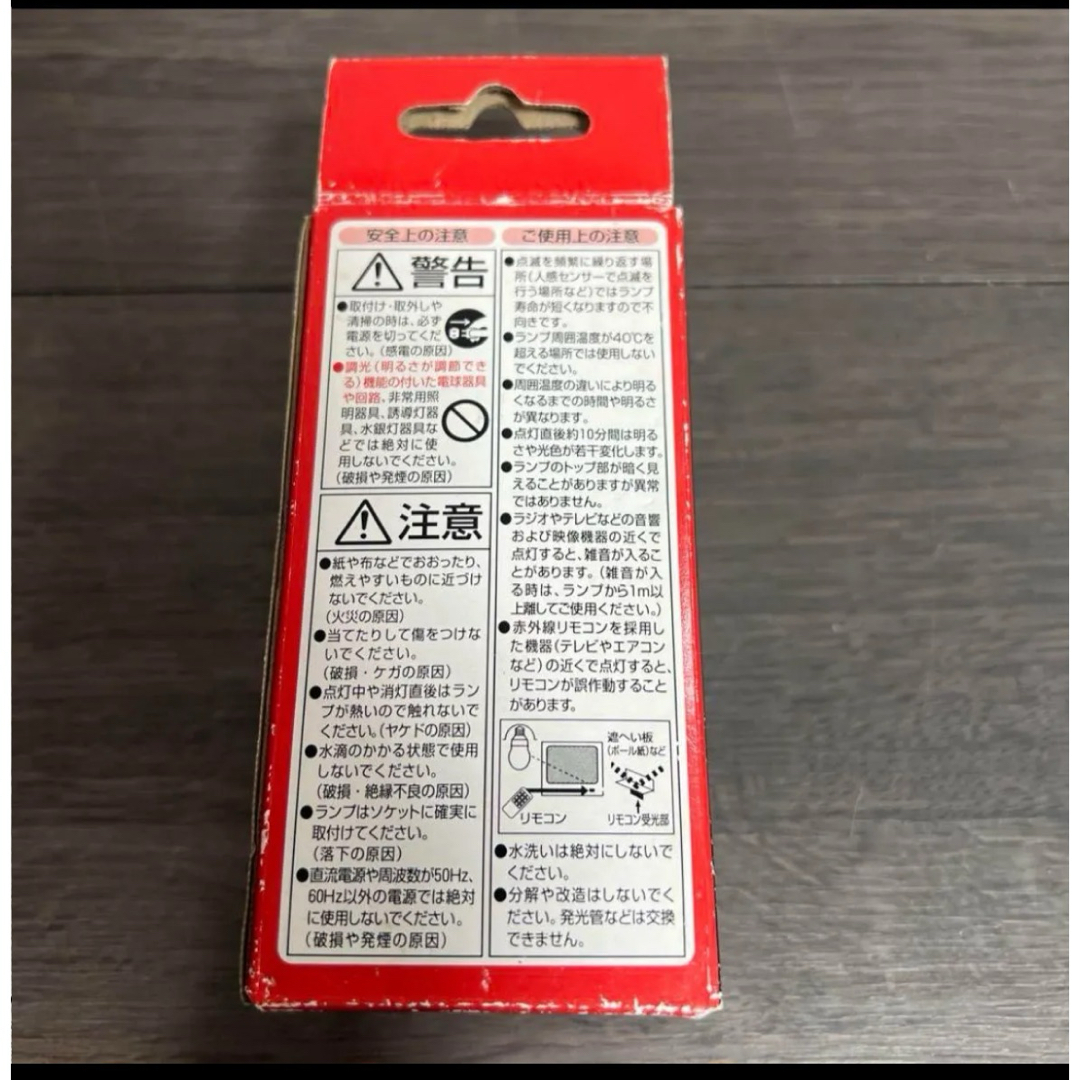 安全上の注意
警告
●取付け・取外しや
清掃の時は、必ず
電源を切ってくだ
さい。(感電の原因)
●調光(明るさが調節でき
る)機能の付いた電球器具
や回路、非常用照
明器具、誘導灯器
具、水銀灯器具な
どでは絶対に使
用しないでください。
(破損や発煙の原因)
注意
●紙や布などでおおったり、
燃えやすいものに近づけ
ないでください。
(火災の原因)
●当てたりして傷をつけな
いでください。
(破損・ケガの原因)
●点灯中や消灯直後はラン
プが熱いので触れないで
ください。(ヤケドの原因)
●水滴のかかる状態で使用
しないでください。
(破損・絶縁不良の原因)
●ランプはソケットに確実に
取付けてください。
(落下の原因)
●直流電源や周波数が50Hz、
60Hz以外の電源では絶対
に使用しないでください。
(破損や発煙の原因)
ご使用上の注意
●点滅を頻繁に繰り返す場
所(人感センサーで点滅を
行う場所など)ではランプ
寿命が短くなりますので不
向きです。
●ランプ周囲温度が40℃を
超える場所では使用しない
でください。
●周囲温度の違いにより明る
くなるまでの時間や明るさ
が異なります。
●点灯直後約10分間は明る
さや光色が若干変化します。
●ランプのトップ部が暗く見
えることがありますが異常
ではありません。
●ラジオやテレビなどの音響
および映像機器の近くで
点灯すると、雑音が入るこ
とがあります。(雑音が入
る時は、ランプから1m以
上離してご使用ください。)
●赤外線リモコンを採用し
た機器(テレビやエアコン
など)の近くで点灯すると、
リモコンが誤作動すること
があります。
遮へい板
(ボール紙)など
リモコン
リモコン受光部
●水洗いは絶対にしないで
ください。
●分解や改造はしないでく
ださい。発光管などは交換
できません。